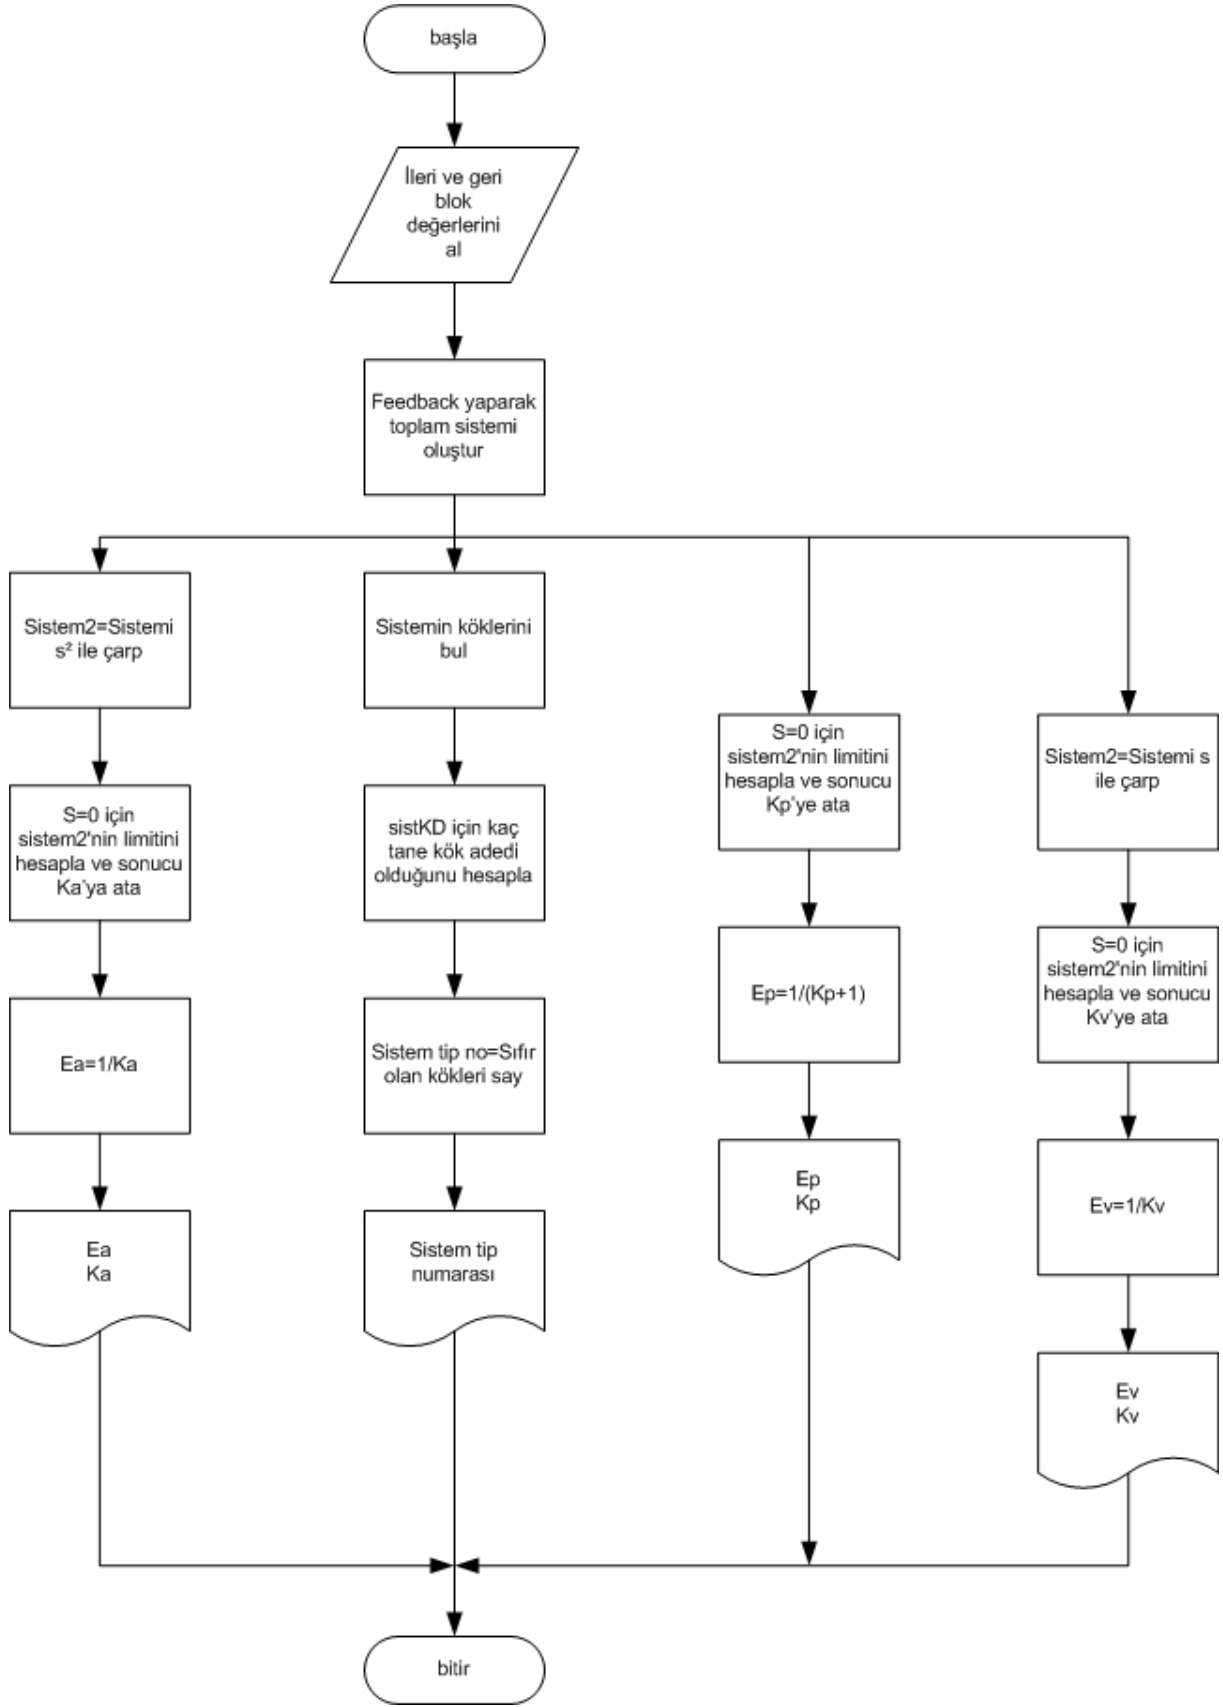 başla
İleri ve geri
blok
değerlerini
al
Feedback yaparak
toplam sistemi
oluştur
Sistem2=Sistemi
s² ile çarp
S=0 için
sistem2'nin limitini
hesapla ve sonucu
Ka'ya ata
Ea=1/Ka
Ea
Ka
Sistemin köklerini
bul
sistKD için kaç
tane kök adedi
olduğunu hesapla
Sistem tip no=Sıfır
olan kökleri say
Sistem tip
numarası
S=0 için
sistem2'nin limitini
hesapla ve sonucu
Kp'ye ata
Ep=1/(Kp+1)
Ep
Kp
Sistem2=Sistemi s
ile çarp
S=0 için
sistem2'nin limitini
hesapla ve sonucu
Kv'ye ata
Ev=1/Kv
Ev
Kv
bitir